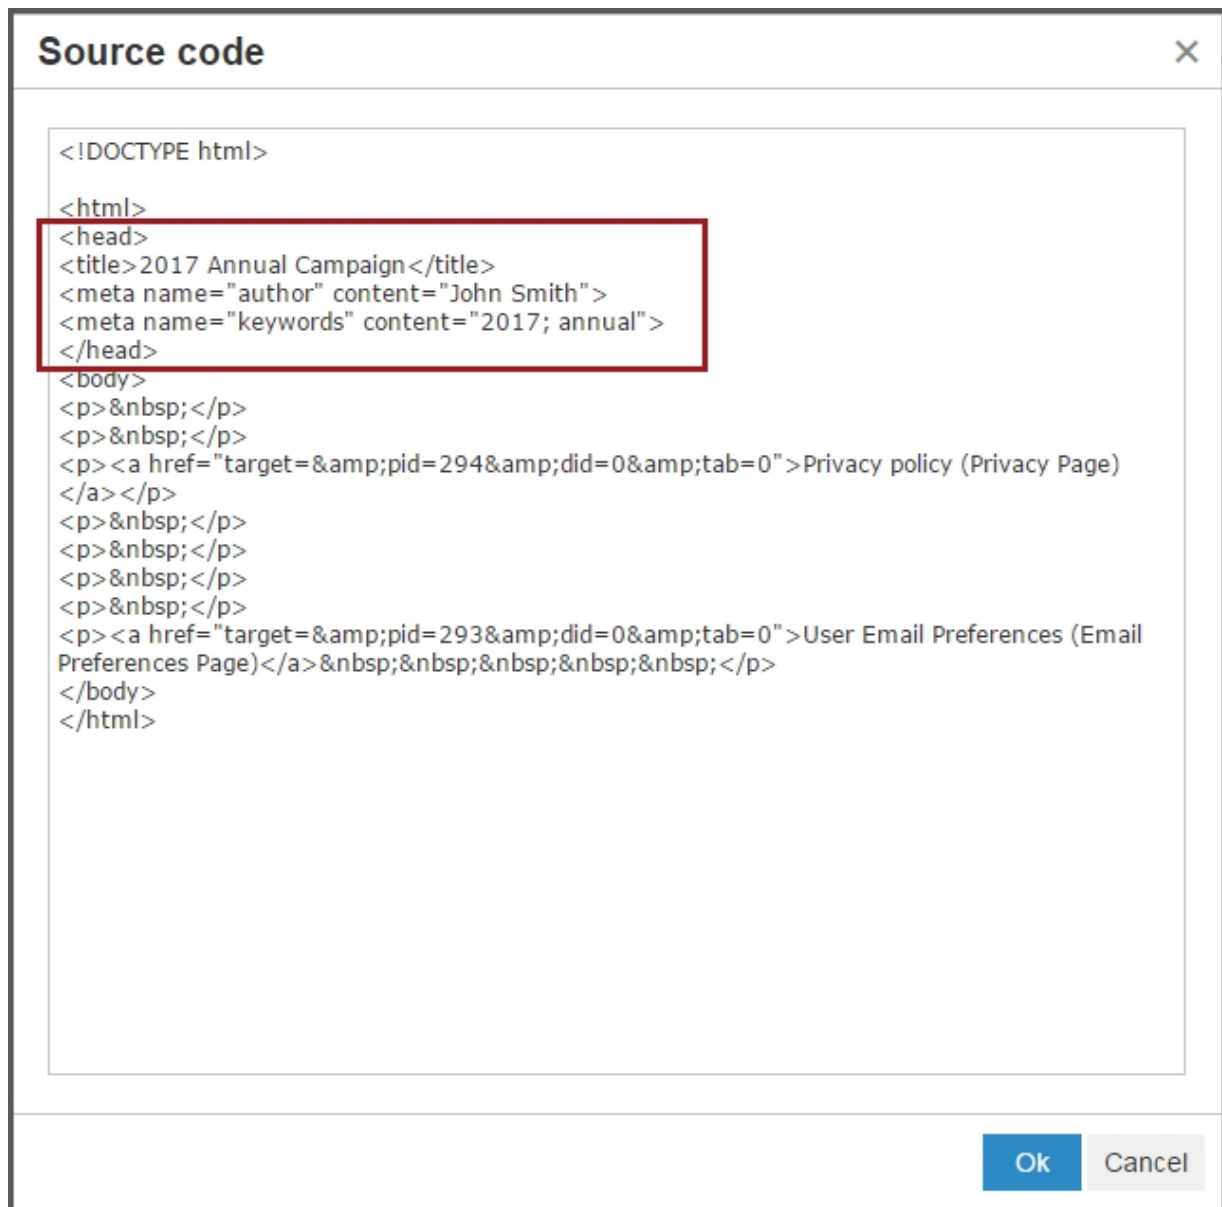 Source code
<!DOCTYPE html>
<html>
<head>
<title>2017 Annual Campaign</title>
<meta name="author" content="John Smith">
<meta name="keywords" content="2017; annual">
</head>
<body>
<p>&nbsp;</p>
<p>&nbsp;</p>
<p><a href="target=&amp;pid=294&amp;did=0&amp;tab=0">Privacy policy (Privacy Page)
</a></p>
<p>&nbsp;</p>
<p>&nbsp;</p>
<p>&nbsp;</p>
<p>&nbsp;</p>
<p><a href="target=&amp;pid=293&amp;did=0&amp;tab=0">User Email Preferences (Email
Preferences Page)</a>&nbsp;&nbsp;&nbsp;&nbsp;&nbsp;</p>
</body>
</html>
Ok Cancel